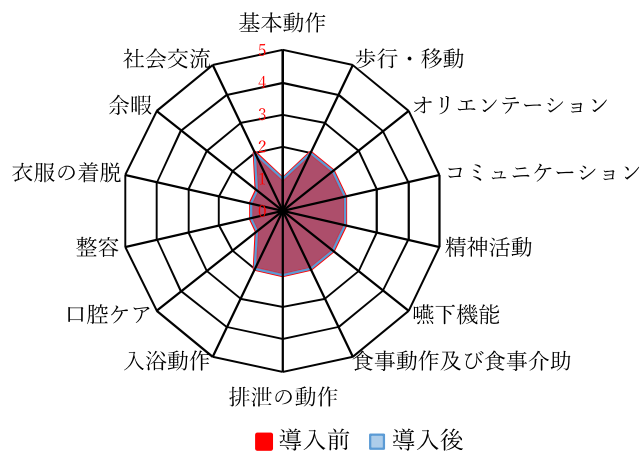 基本動作
社会交流
歩行・移動
余暇
オリエンテーション
衣服の着脱
コミュニケーション
整容
精神活動
口腔ケア
嚥下機能
入浴動作
食事動作及び食事介助
排泄の動作
5
4
3
2
1
0
導入前
導入後